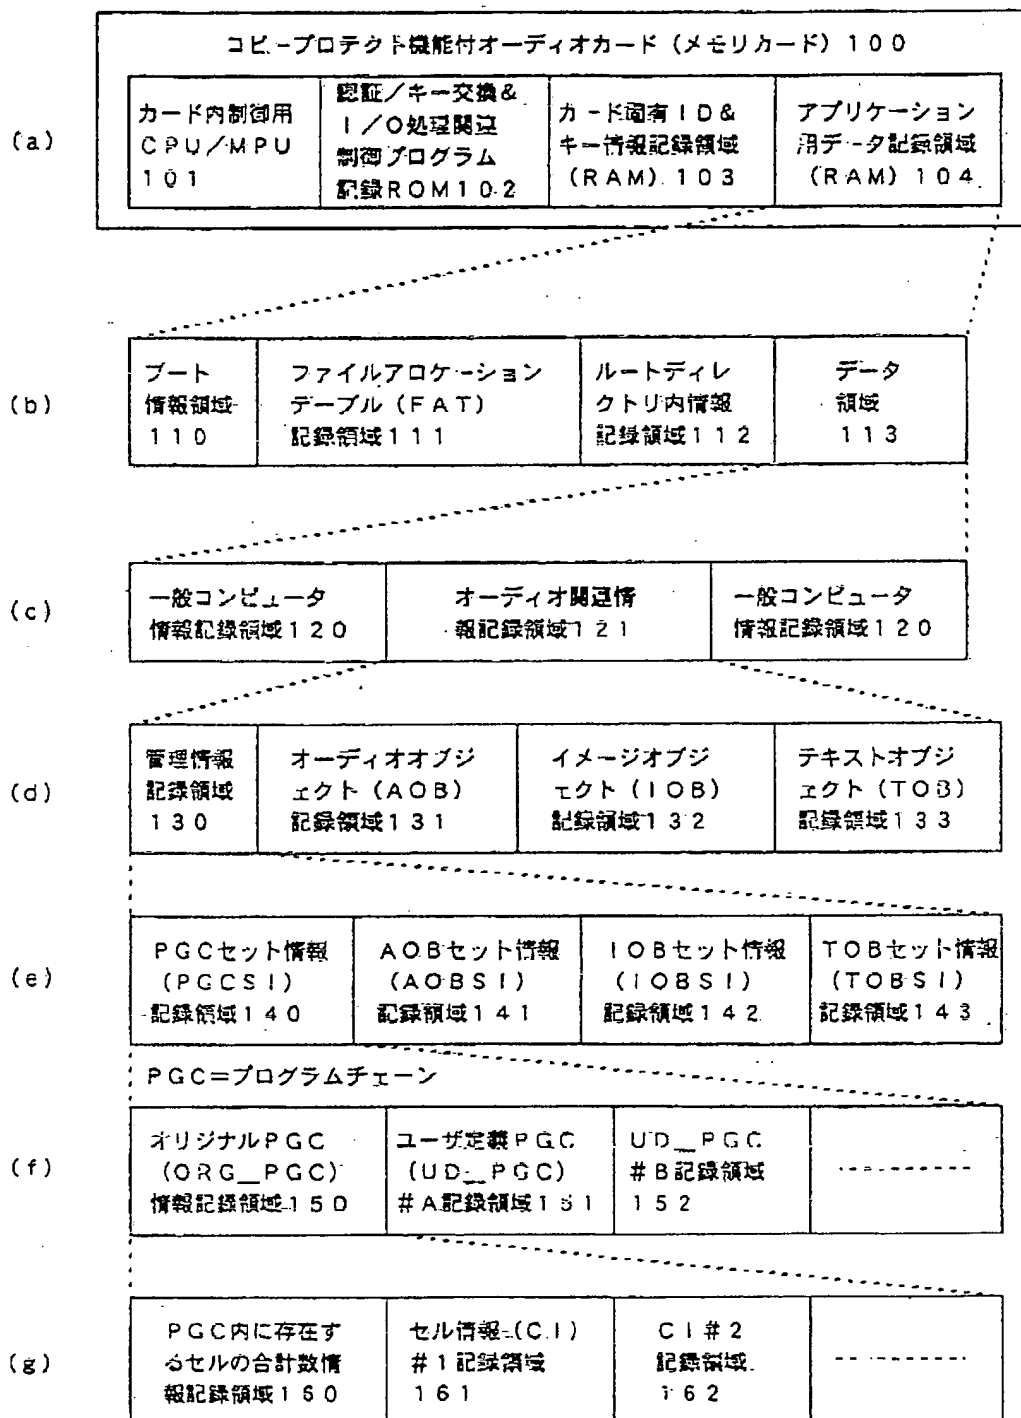 コピープロテクト機能付オーディオカード（メモリカード）１００
(a)
カード内制御用
ＣＰＵ／ＭＰＵ
１０１
認証／キー交換＆
Ｉ／Ｏ処理関連
制御プログラム
記録ROM１０２
カード固有ＩＤ＆
キー情報記録領域
(ＲＡＭ)１０３
アプリケーション
用データ記録領域
(ＲＡＭ)１０４
(b)
ブート
情報領域
１１０
ファイルアロケーション
テーブル(FAT)
記録領域１１１
ルートディレ
クトリ内情報
記録領域１１２
データ
領域
１１３
(c)
一般コンピュータ
情報記録領域１２０
オーディオ関連情
報記録領域１２１
一般コンピュータ
情報記録領域１２０
(d)
管理情報
記録領域
１３０
オーディオオブジ
ェクト(AOB)
記録領域１３１
イメージオブジ
ェクト(IOB)
記録領域１３２
テキストオブジ
ェクト(TOB)
記録領域１３３
(e)
ＰＧＣセット情報
(PGCSI)
記録領域１４０
ＡＯＢセット情報
(AOBSI)
記録領域１４１
ＩＯＢセット情報
(IOBSI)
記録領域１４２
ＴＯＢセット情報
(TOBSI)
記録領域１４３
ＰＧＣ＝プログラムチェーン
(f)
オリジナルＰＧＣ
(ORG_PGC)
情報記録領域１５０
ユーザ定義ＰＧＣ
(UD_PGC)
＃Ａ記録領域１５１
ＵＤ_ＰＧＣ
＃Ｂ記録領域
１５２
(g)
ＰＧＣ内に存在す
るセルの合計数情
報記録領域１６０
セル情報(CI)
＃１記録領域
１６１
ＣＩ＃２
記録領域
１６２